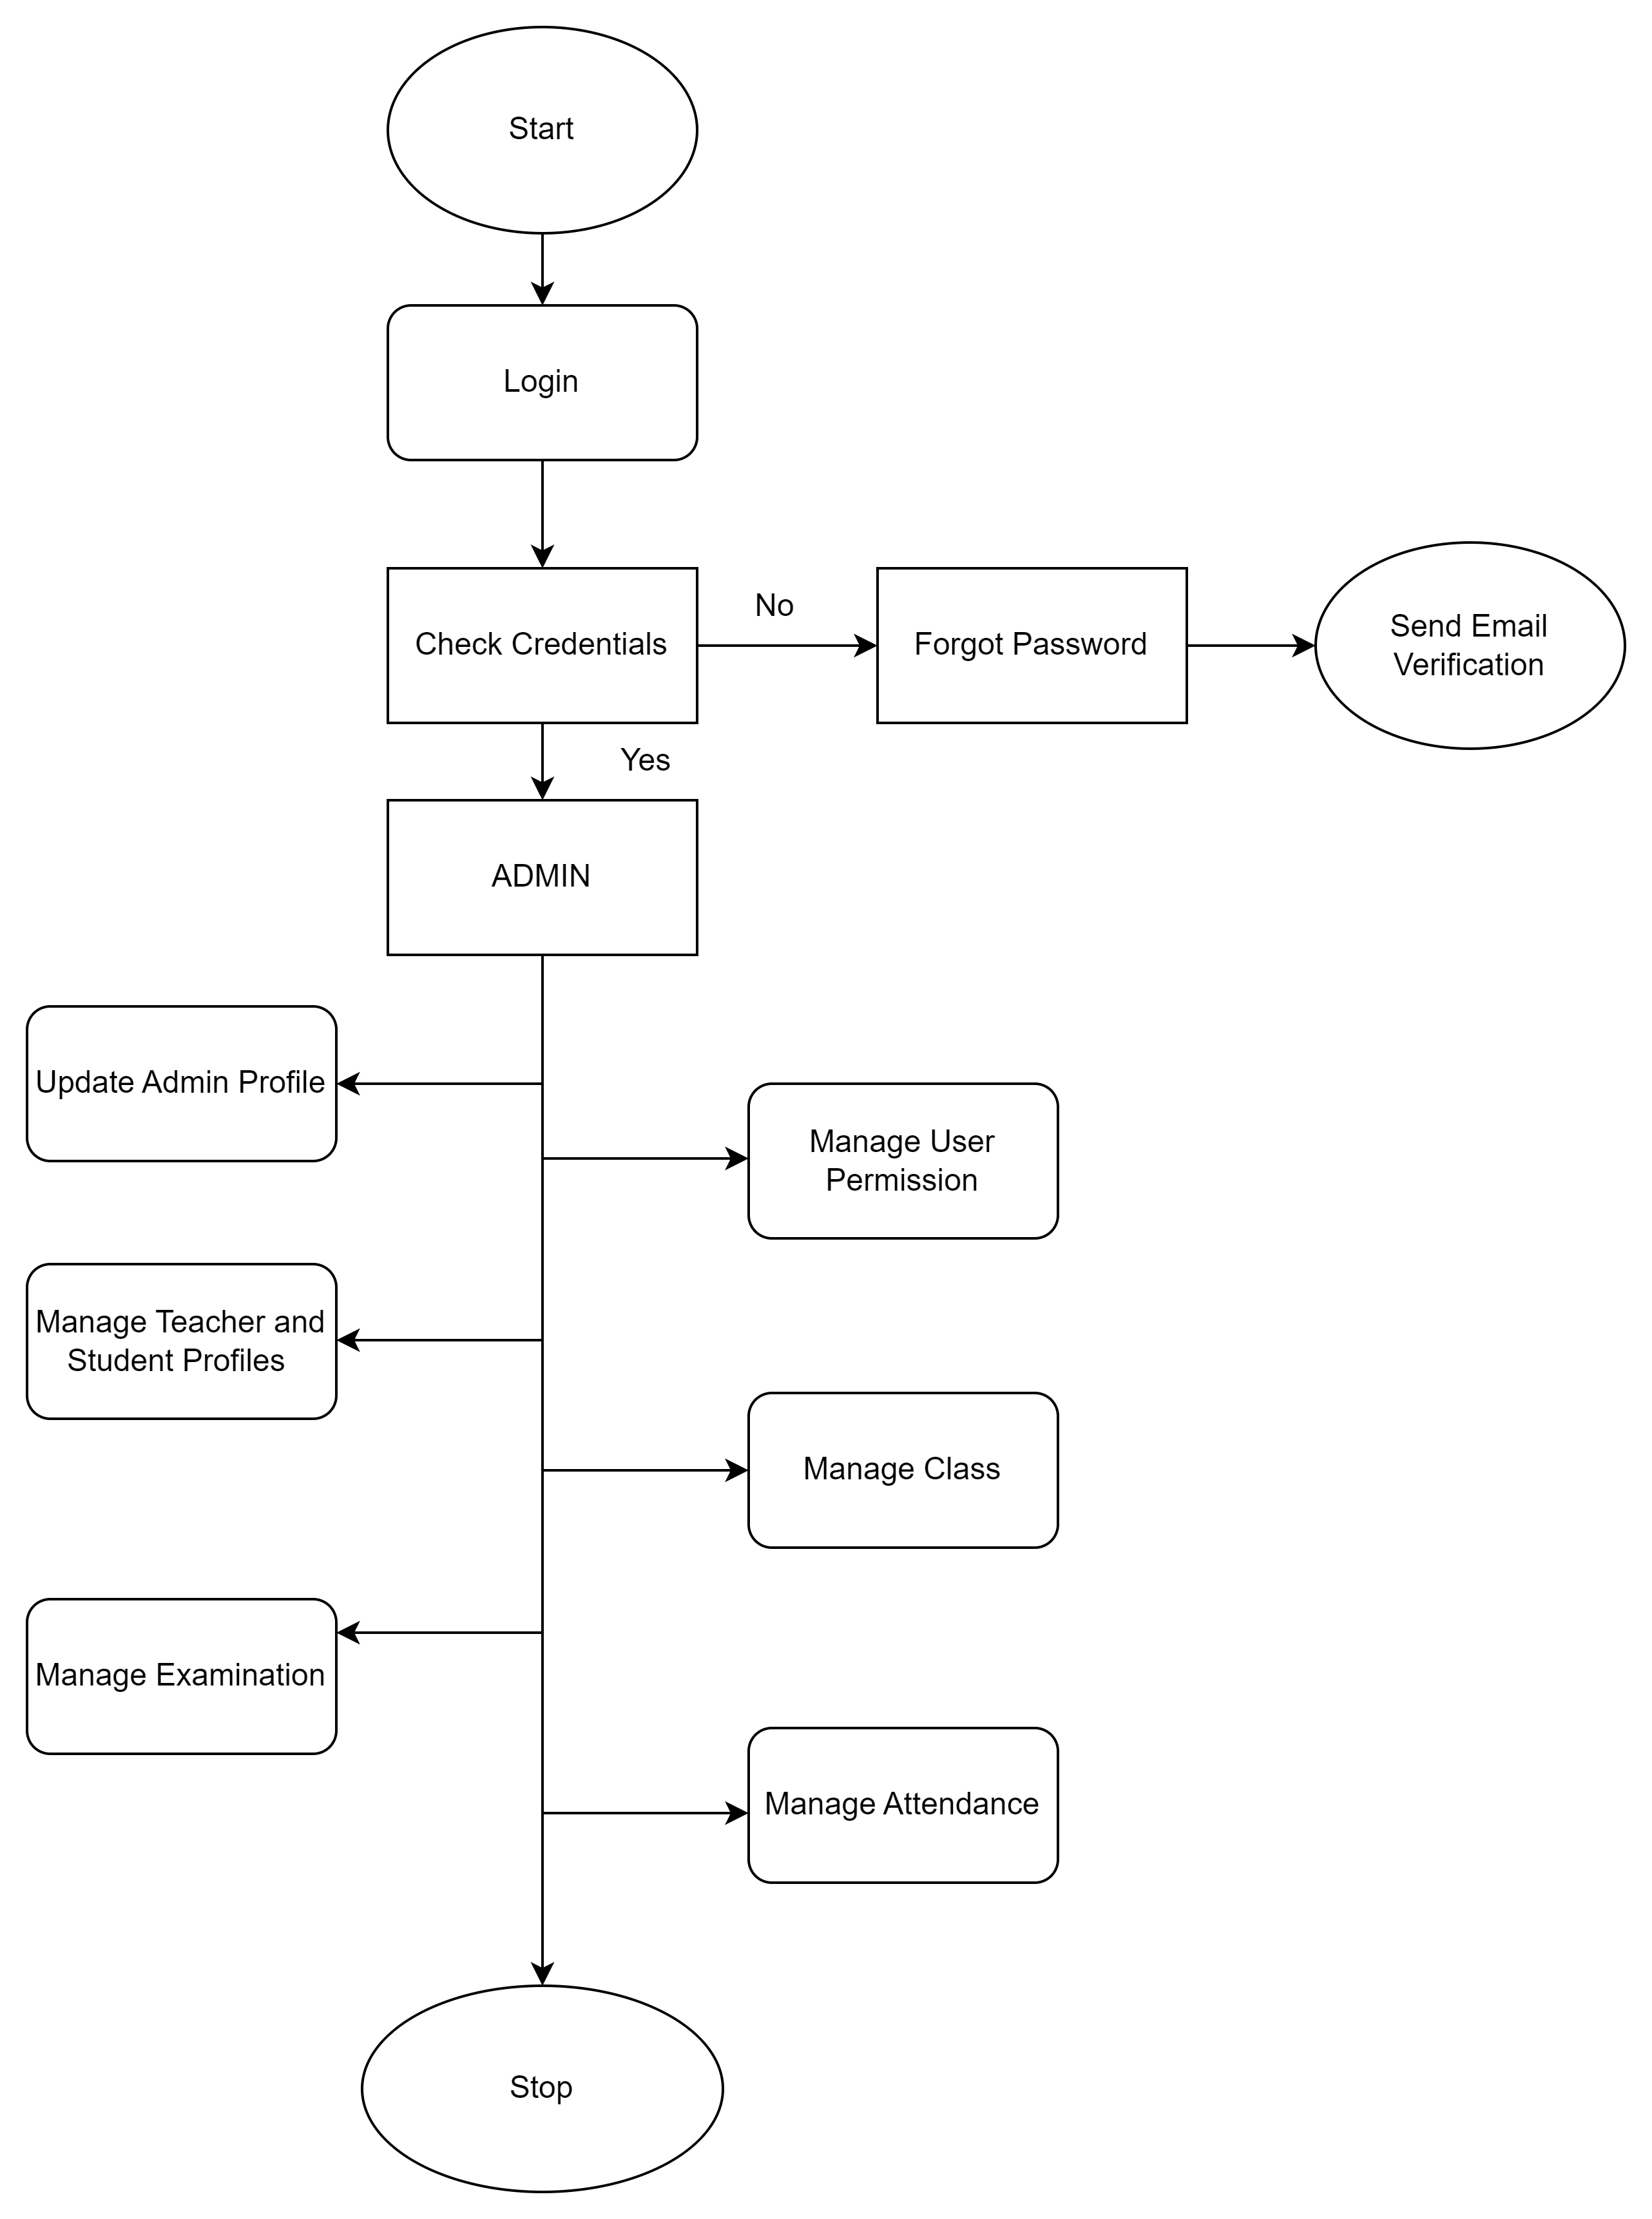 Start
Login
Check Credentials
No
Forgot Password
Send Email
Verification
Yes
ADMIN
Update Admin Profile
Manage User
Permission
Manage Teacher and
Student Profiles
Manage Class
Manage Examination
Manage Attendance
Stop